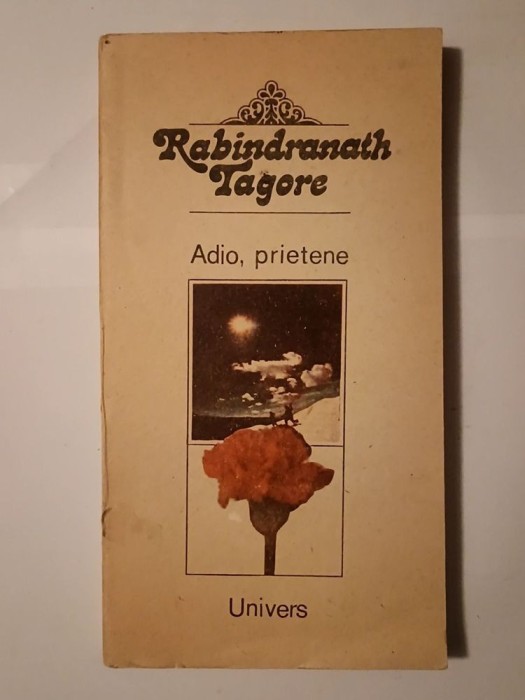 Rabindranath
Tagore
Adio, prietene
Univers